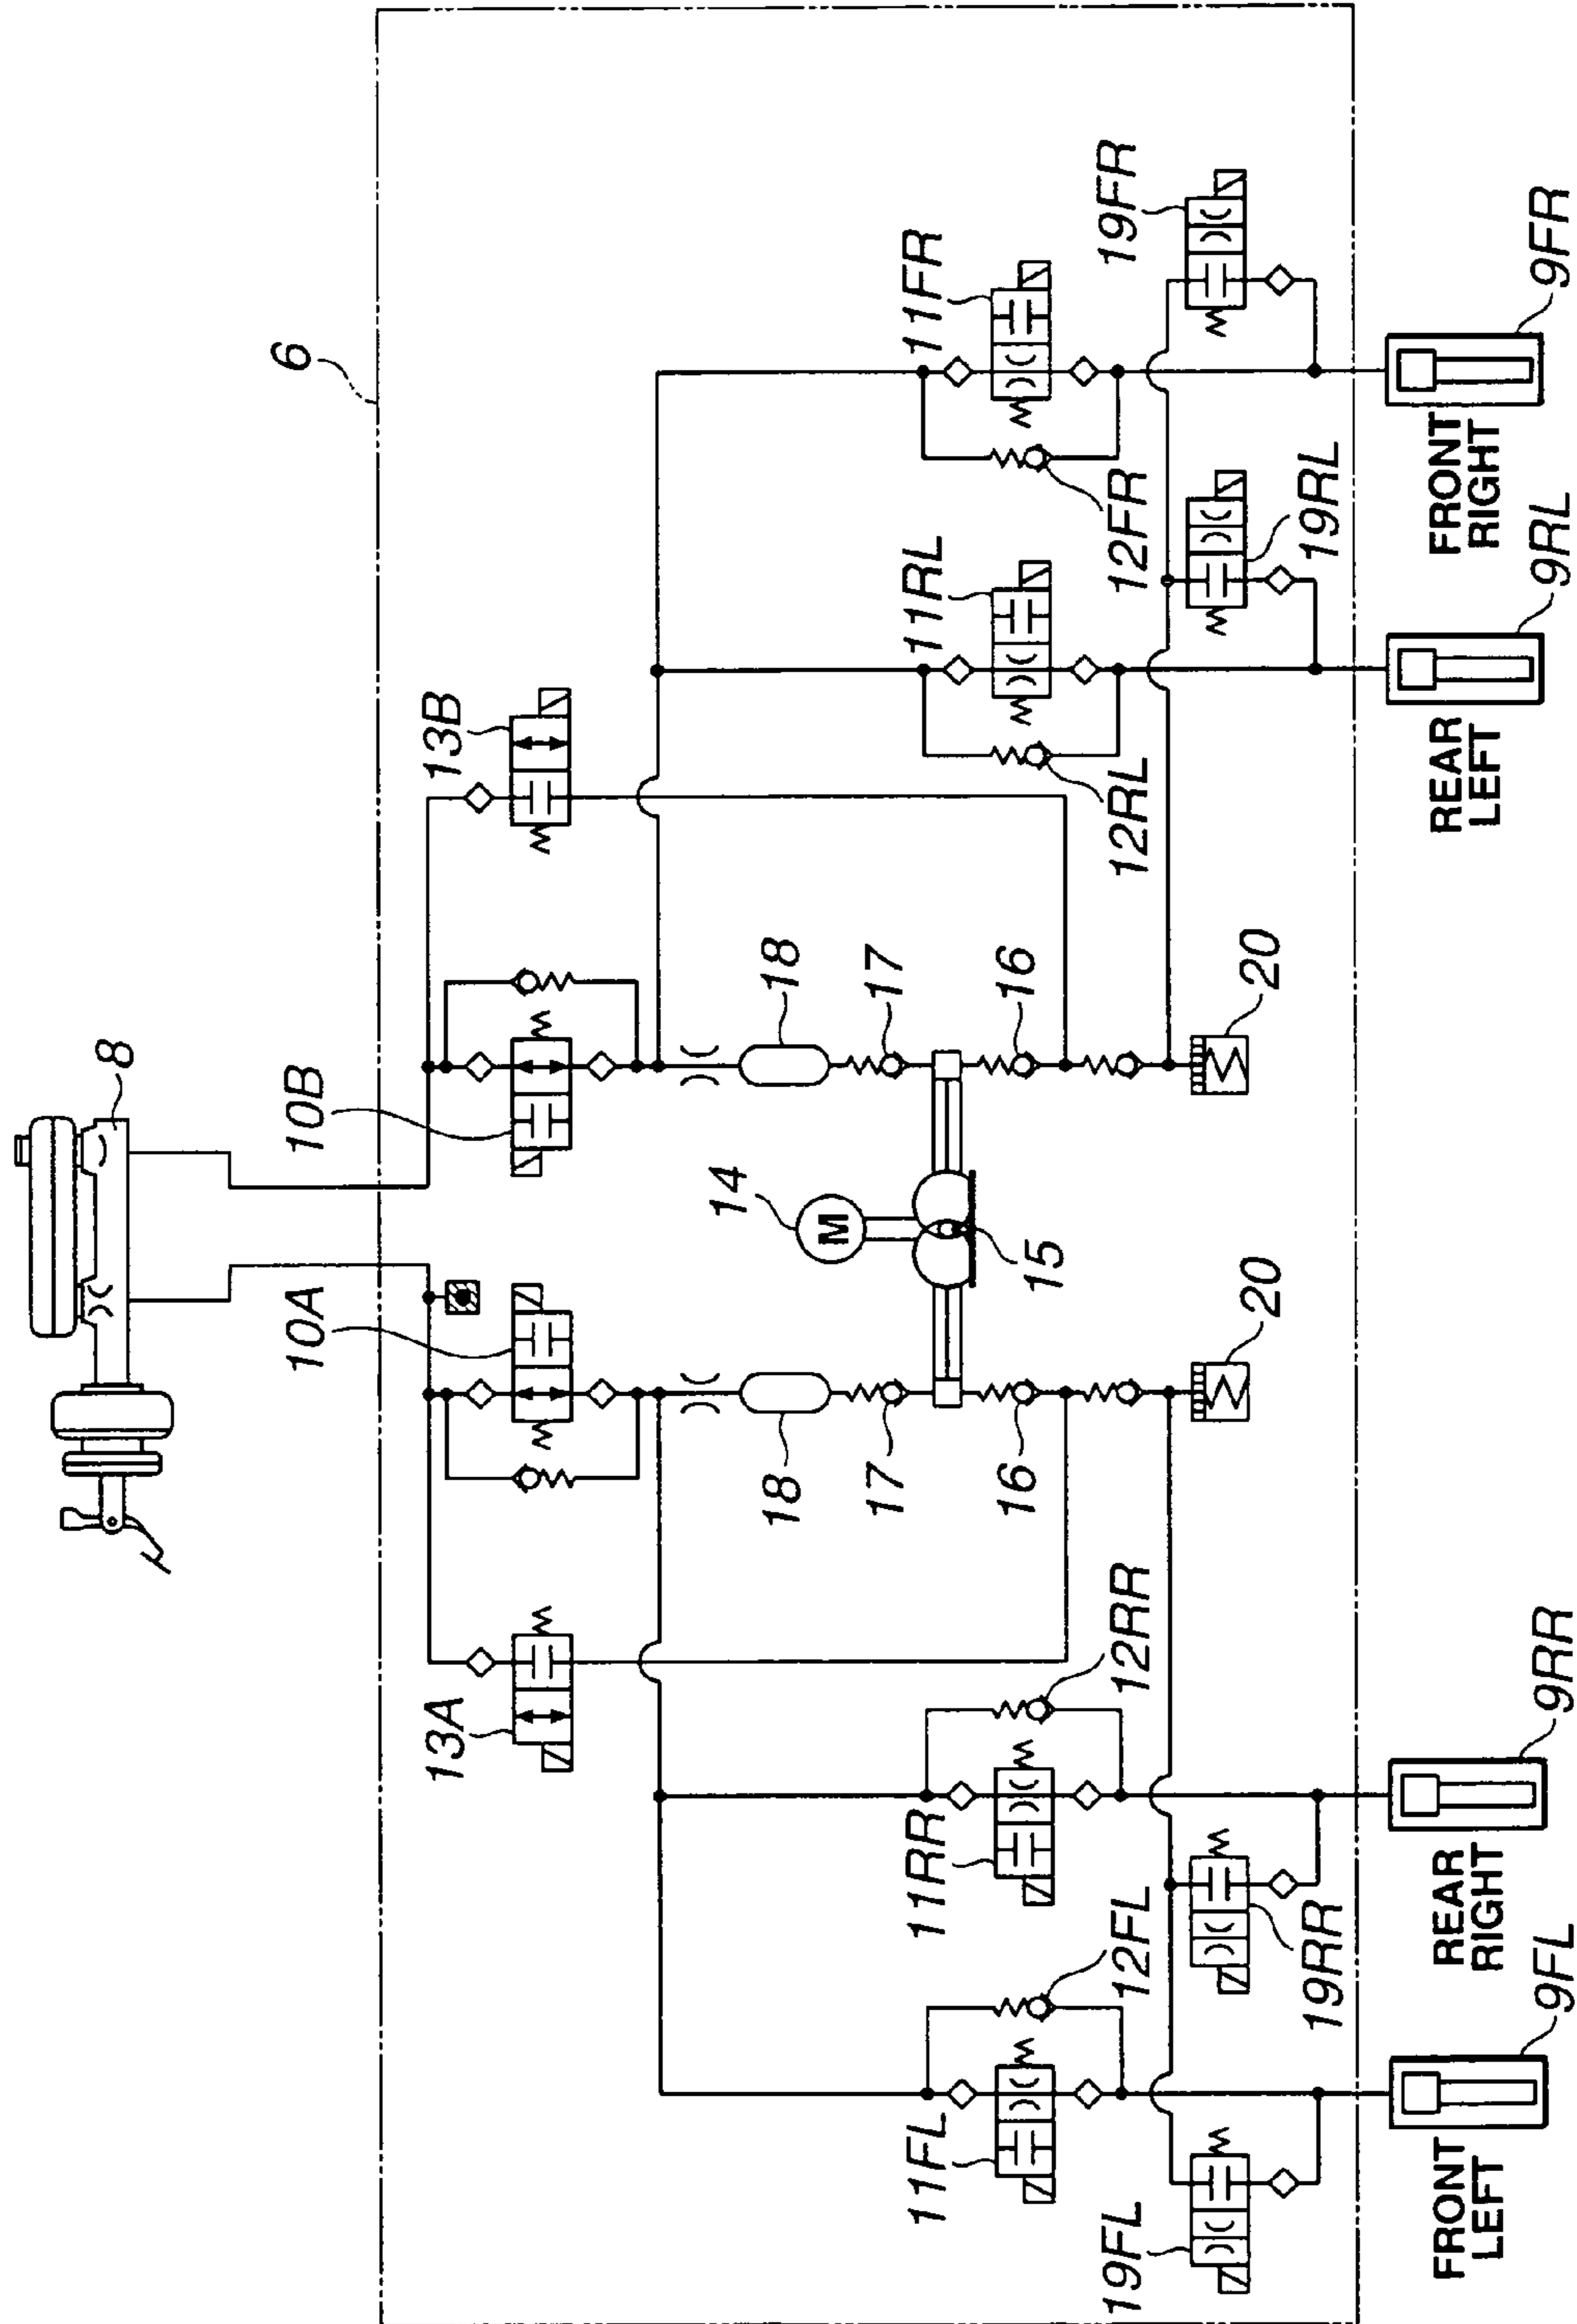 8
6
10A
10B
13A
13B
14
M
18
18
17
17
15
16
16
11FL
11RR
11RL
11FR
12FL
12RR
12RL
12FR
19FL
19RR
20
20
19RL
19FR
FRONT
LEFT
9FL
REAR
RIGHT
9RR
REAR
LEFT
9RL
FRONT
RIGHT
9FR